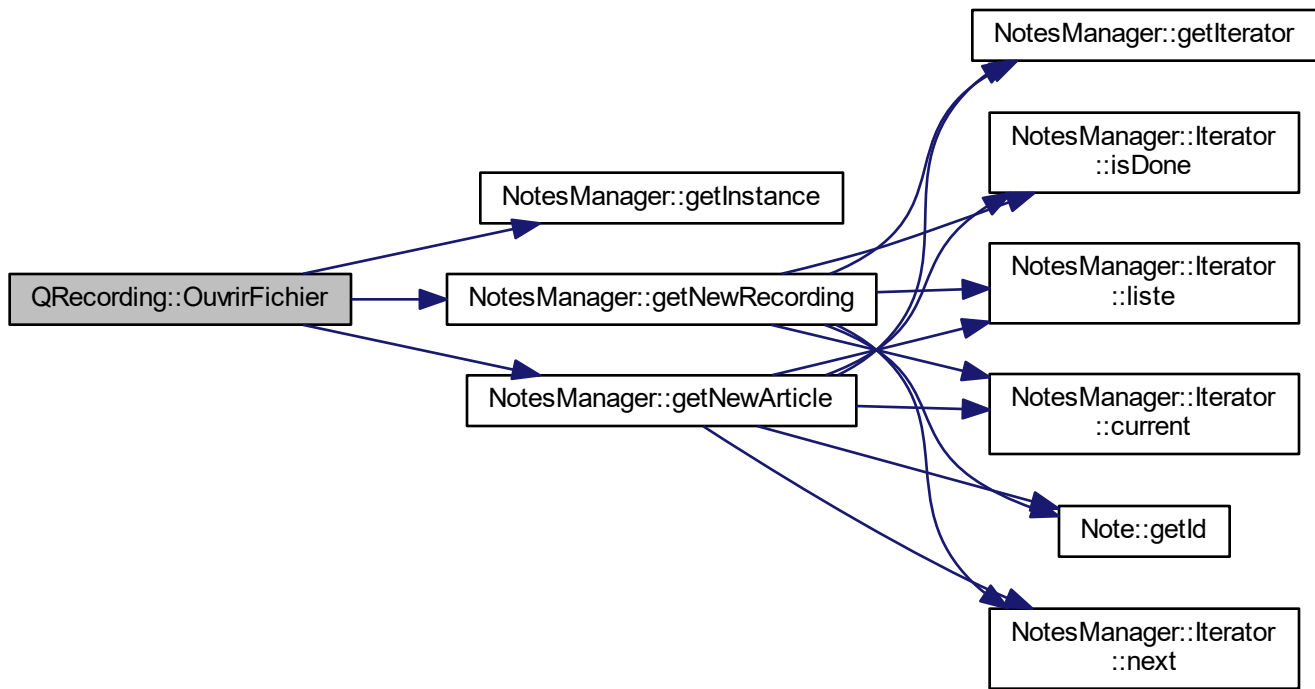 NotesManager::getIterator
NotesManager::Iterator
::isDone
NotesManager::getInstance
NotesManager::Iterator
::liste
QRecording::OuvrirFichier
NotesManager::getNewRecording
NotesManager::getNewArticle
NotesManager::Iterator
::current
Note::getId
NotesManager::Iterator
::next